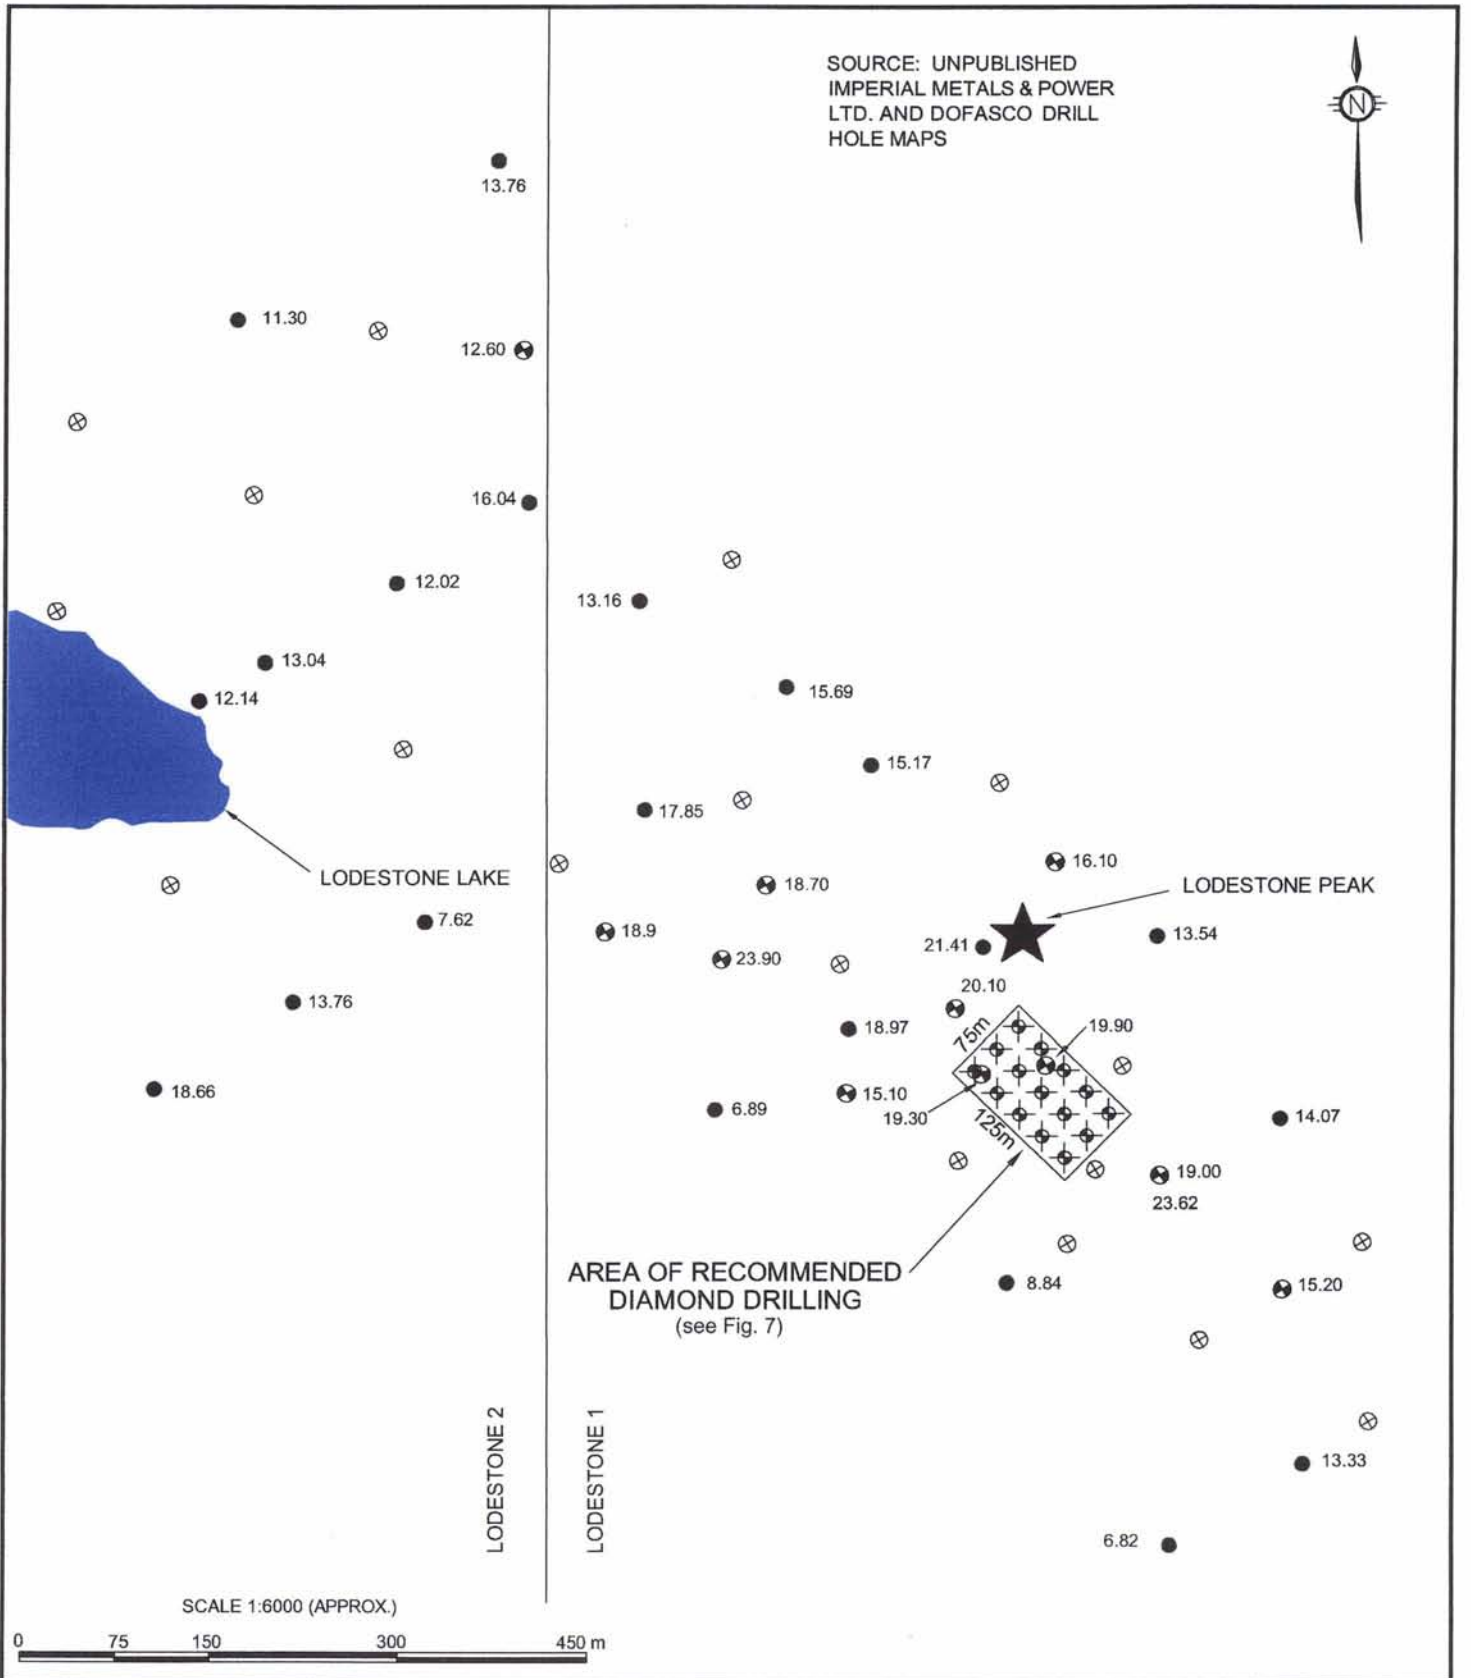 SOURCE: UNPUBLISHED
IMPERIAL METALS & POWER
LTD. AND DOFASCO DRILL
HOLE MAPS
N
13.76
11.30
12.60
16.04
12.02
13.16
13.04
15.69
12.14
15.17
17.85
16.10
LODESTONE LAKE
18.70
LODESTONE PEAK
7.62
18.9
23.90
21.41
13.54
20.10
13.76
18.97
75m
19.90
18.66
6.89
15.10
19.30
125m
14.07
19.00
23.62
AREA OF RECOMMENDED
DIAMOND DRILLING
(see Fig. 7)
8.84
15.20
LODESTONE 2
LODESTONE 1
13.33
6.82
SCALE 1:6000 (APPROX.)
0 75 150 300 450 m